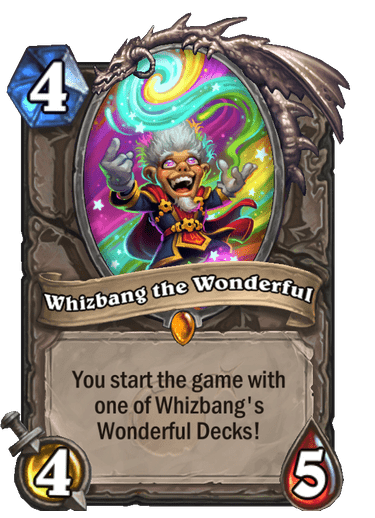 4
Whizbang the Wonderful
You start the game with
one of Whizbang's
Wonderful Decks!
4
5